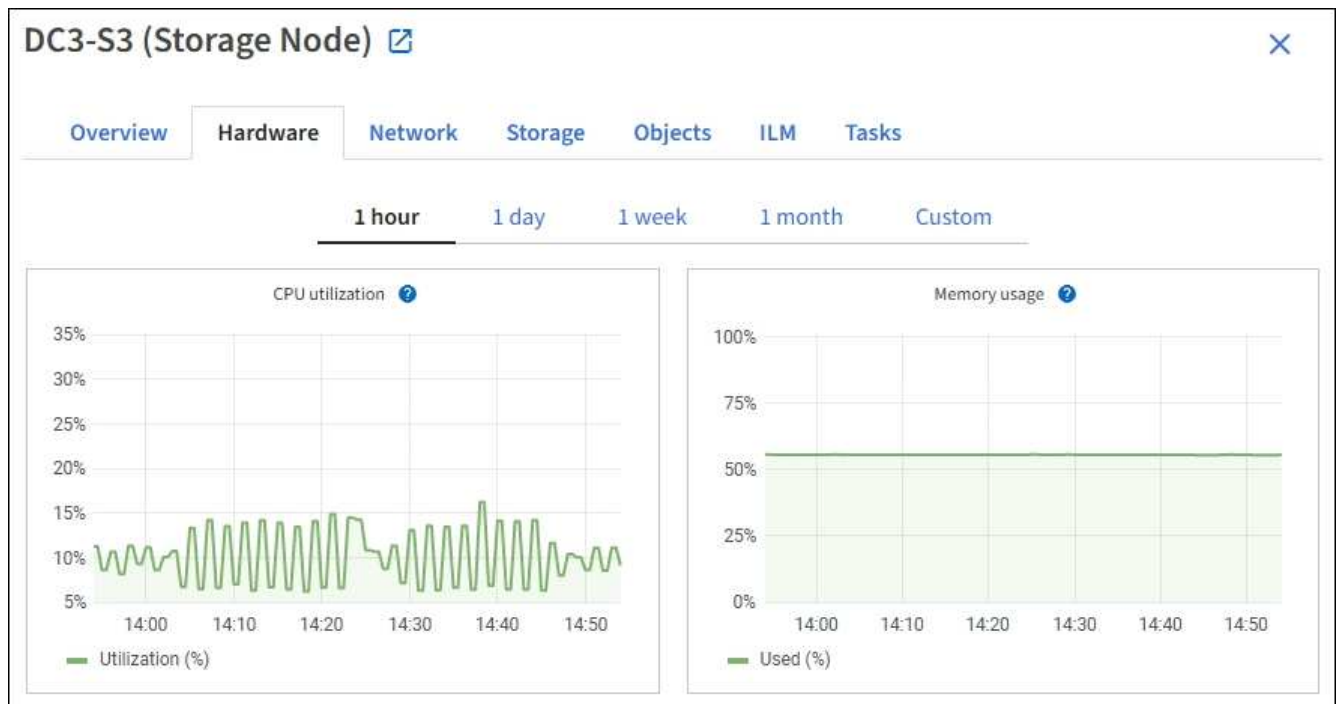 DC3-S3 (Storage Node)
Overview Hardware Network Storage Objects ILM Tasks
1 hour 1 day 1 week 1 month Custom
CPU utilization ?
35%
30%
25%
20%
15%
10%
5%
14:00 14:10 14:20 14:30 14:40 14:50
Utilization (%)
Memory usage ?
100%
75%
50%
25%
0%
14:00 14:10 14:20 14:30 14:40 14:50
Used (%)